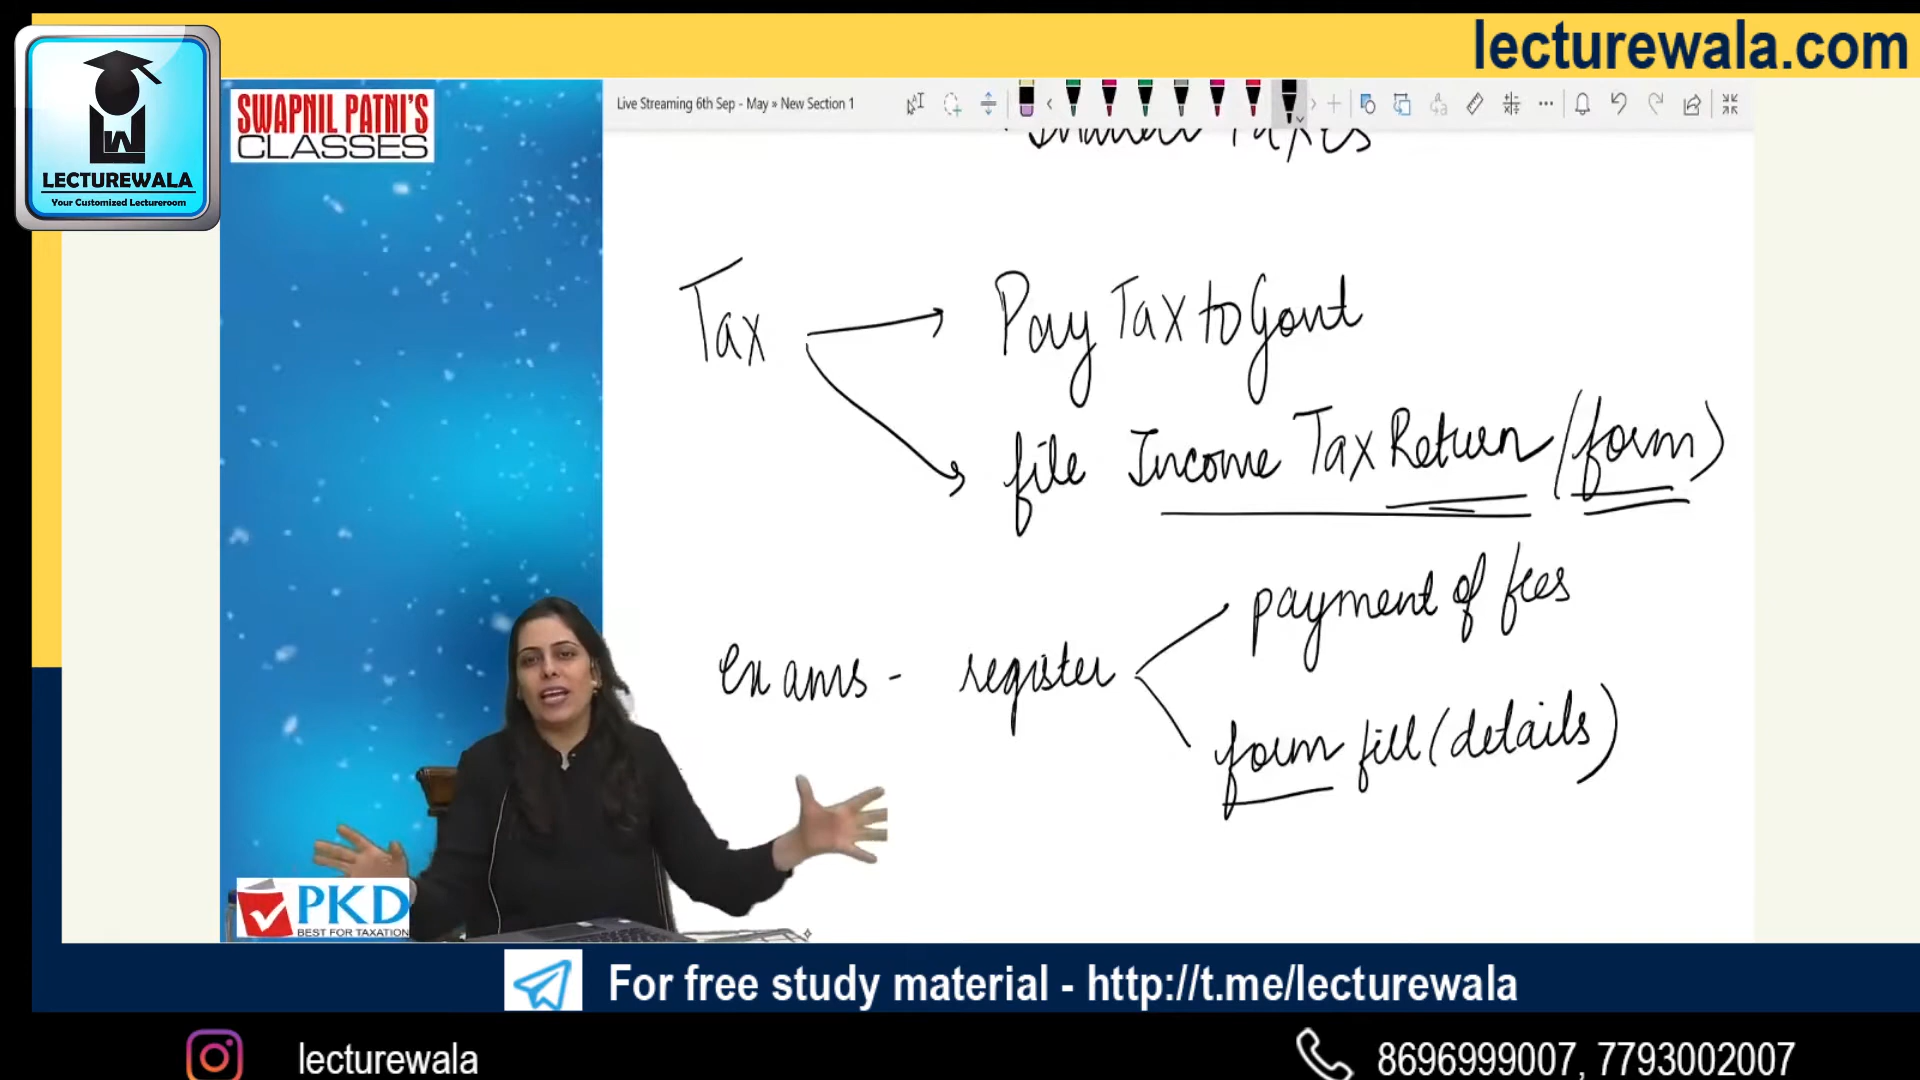 lecturewala.com
LECTUREWALA
Your Customized Lectureroom
SWAPNIL PATNI'S
CLASSES
Live Streaming 6th Sep - May » New Section 1
Taxes
Tax
Pay Tax to Govt
file Income Tax Return (form)
exams - register
payment of fees
form fill (details)
PKD
BEST FOR TAXATION
For free study material - http://t.me/lecturewala
lecturewala
8696999007, 7793002007